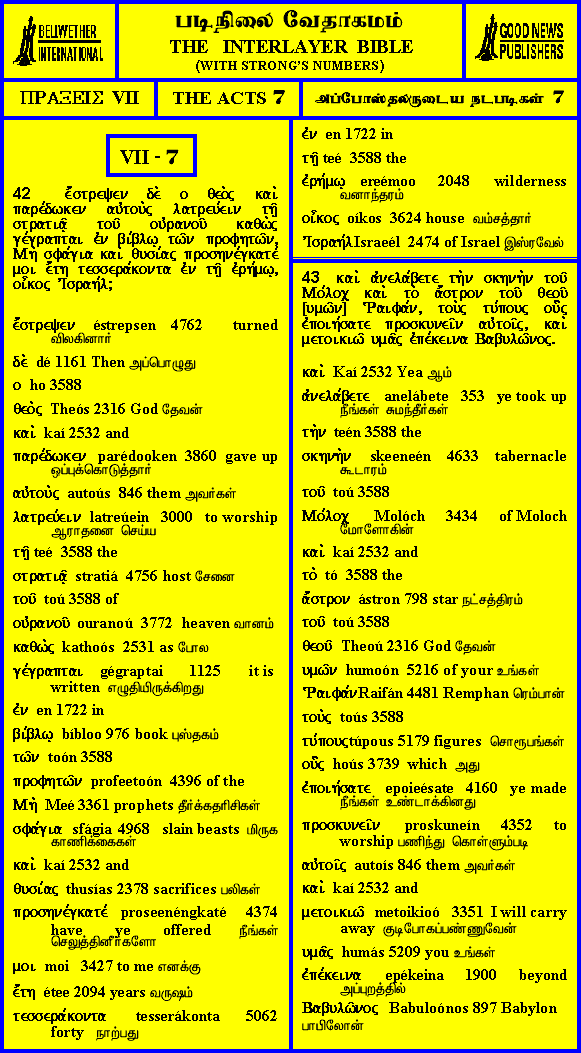 BELLWETHER
INTERNATIONAL
படிநிலை வேதாகமம்
THE INTERLAYER BIBLE
(WITH STRONG'S NUMBERS)
GOOD NEWS
PUBLISHERS
ΠΡΑΞΕΙΣ VII
THE ACTS 7
அப்போஸ்தலருடைய நடபடிகள் 7
VII - 7
42 ἔστρεψεν δὲ ο θεὸς καὶ
παρέδωκεν αὐτοὺς λατρεύειν τῇ
στρατιᾷ τοῦ οὐρανοῦ καθὼς
γέγραπται ἐν βίβλῳ τῶν προφητῶν,
Μὴ σφάγια καὶ θυσίας προσηνέγκατέ
μοι ἔτη τεσσεράκοντα ἐν τῇ ἐρήμῳ,
οἶκος Ἰσραήλ;
ἔστρεψεν éstrepsen 4762 turned
விலகினார்
δὲ dé 1161 Then அப்பொழுது
ο ho 3588
θεὸς Theós 2316 God தேவன்
καὶ kaí 2532 and
παρέδωκεν parédooken 3860 gave up
ஒப்புக்கொடுத்தார்
αὐτοὺς autoús 846 them அவர்கள்
λατρεύειν latreúein 3000 to worship
ஆராதனை செய்ய
τῇ teé 3588 the
στρατιᾷ stratiá 4756 host சேனை
τοῦ toú 3588 of
οὐρανοῦ ouranoú 3772 heaven வானம்
καθὼς kathoós 2531 as போல
γέγραπται gégraptai 1125 it is
written எழுதியிருக்கிறது
ἐν en 1722 in
βίβλῳ bíbloo 976 book புஸ்தகம்
τῶν toón 3588
προφητῶν profeetoón 4396 of the
Μὴ Meé 3361 prophets தீர்க்கதரிசிகள்
σφάγια sfágia 4968 slain beasts மிருக
காணிக்கைகள்
καὶ kaí 2532 and
θυσίας thusías 2378 sacrifices பலிகள்
προσηνέγκατέ proseenéngkaté 4374
have ye offered நீங்கள்
செலுத்தினீர்களோ
μοι moi 3427 to me எனக்கு
ἔτη étee 2094 years வருஷம்
τεσσεράκοντα tesserákonta 5062
forty நாற்பது
ἐν en 1722 in
τῇ teé 3588 the
ἐρήμῳ ereémoo 2048 wilderness
வனாந்தரம்
οἶκος oíkos 3624 house வம்சத்தார்
Ἰσραήλ Israeél 2474 of Israel இஸ்ரவேல்
43 καὶ ἀνελάβετε τὴν σκηνὴν τοῦ
Μόλοχ καὶ τὸ ἄστρον τοῦ θεοῦ
[υμῶν] Ῥαιφάν, τοὺς τύπους οὓς
ἐποιήσατε προσκυνεῖν αὐτοῖς, καὶ
μετοικιῶ υμᾶς ἐπέκεινα Βαβυλῶνος.
καὶ Kaí 2532 Yea ஆம்
ἀνελάβετε anelábete 353 ye took up
நீங்கள் சுமந்தீர்கள்
τὴν teén 3588 the
σκηνὴν skeeneén 4633 tabernacle
கூடாரம்
τοῦ toú 3588
Μόλοχ Molóch 3434 of Moloch
மோளோகின்
καὶ kaí 2532 and
τὸ tó 3588 the
ἄστρον ástron 798 star நட்சத்திரம்
τοῦ toú 3588
θεοῦ Theoú 2316 God தேவன்
υμῶν humoón 5216 of your உங்கள்
Ῥαιφάν Raifán 4481 Remphan ரெம்பான்
τοὺς toús 3588
τύπους túpous 5179 figures சொரூபங்கள்
οὓς hoús 3739 which அது
ἐποιήσατε epoieésate 4160 ye made
நீங்கள் உண்டாக்கினது
προσκυνεῖν proskuneín 4352 to
worship பணிந்து கொள்ளும்படி
αὐτοῖς autoís 846 them அவர்கள்
καὶ kaí 2532 and
μετοικιῶ metoikioó 3351 I will carry
away குடிபோகப்பண்ணுவேன்
υμᾶς humás 5209 you உங்கள்
ἐπέκεινα epékeina 1900 beyond
அப்புறத்தில்
Βαβυλῶνος Babuloónos 897 Babylon
பாபிலோன்